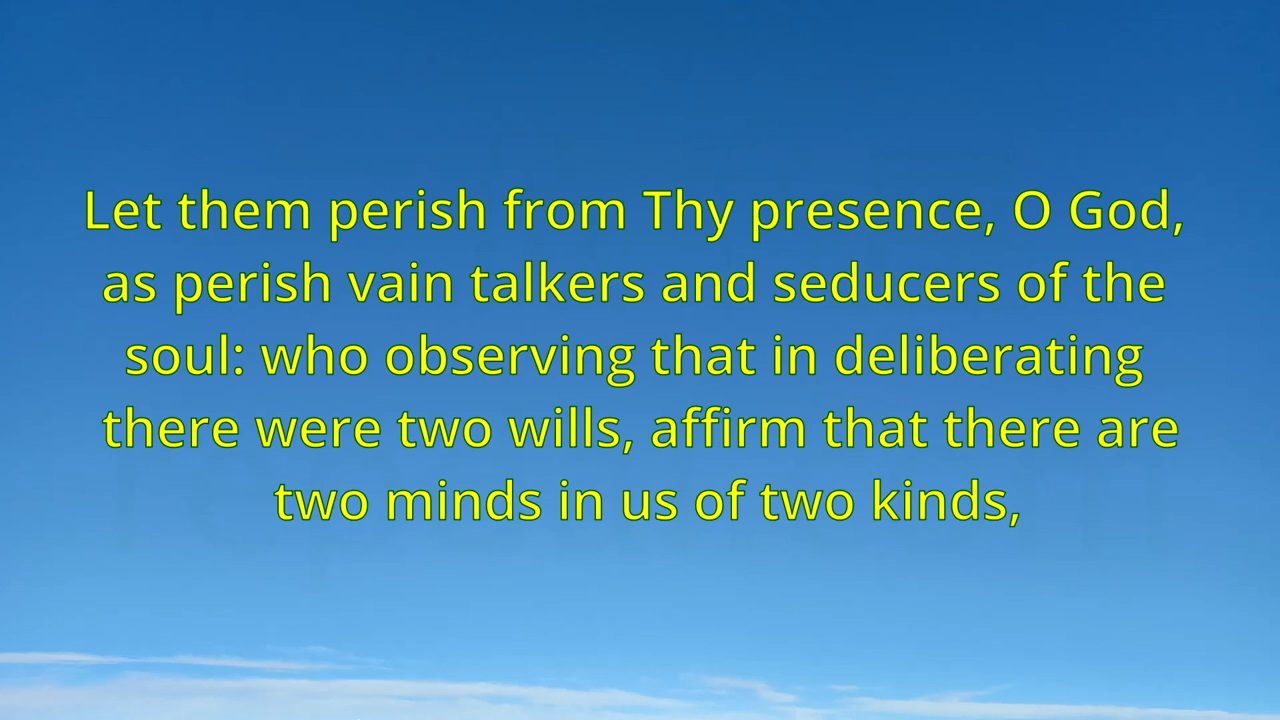 Let them perish from Thy presence, O God,
as perish vain talkers and seducers of the
soul: who observing that in deliberating
there were two wills, affirm that there are
two minds in us of two kinds,